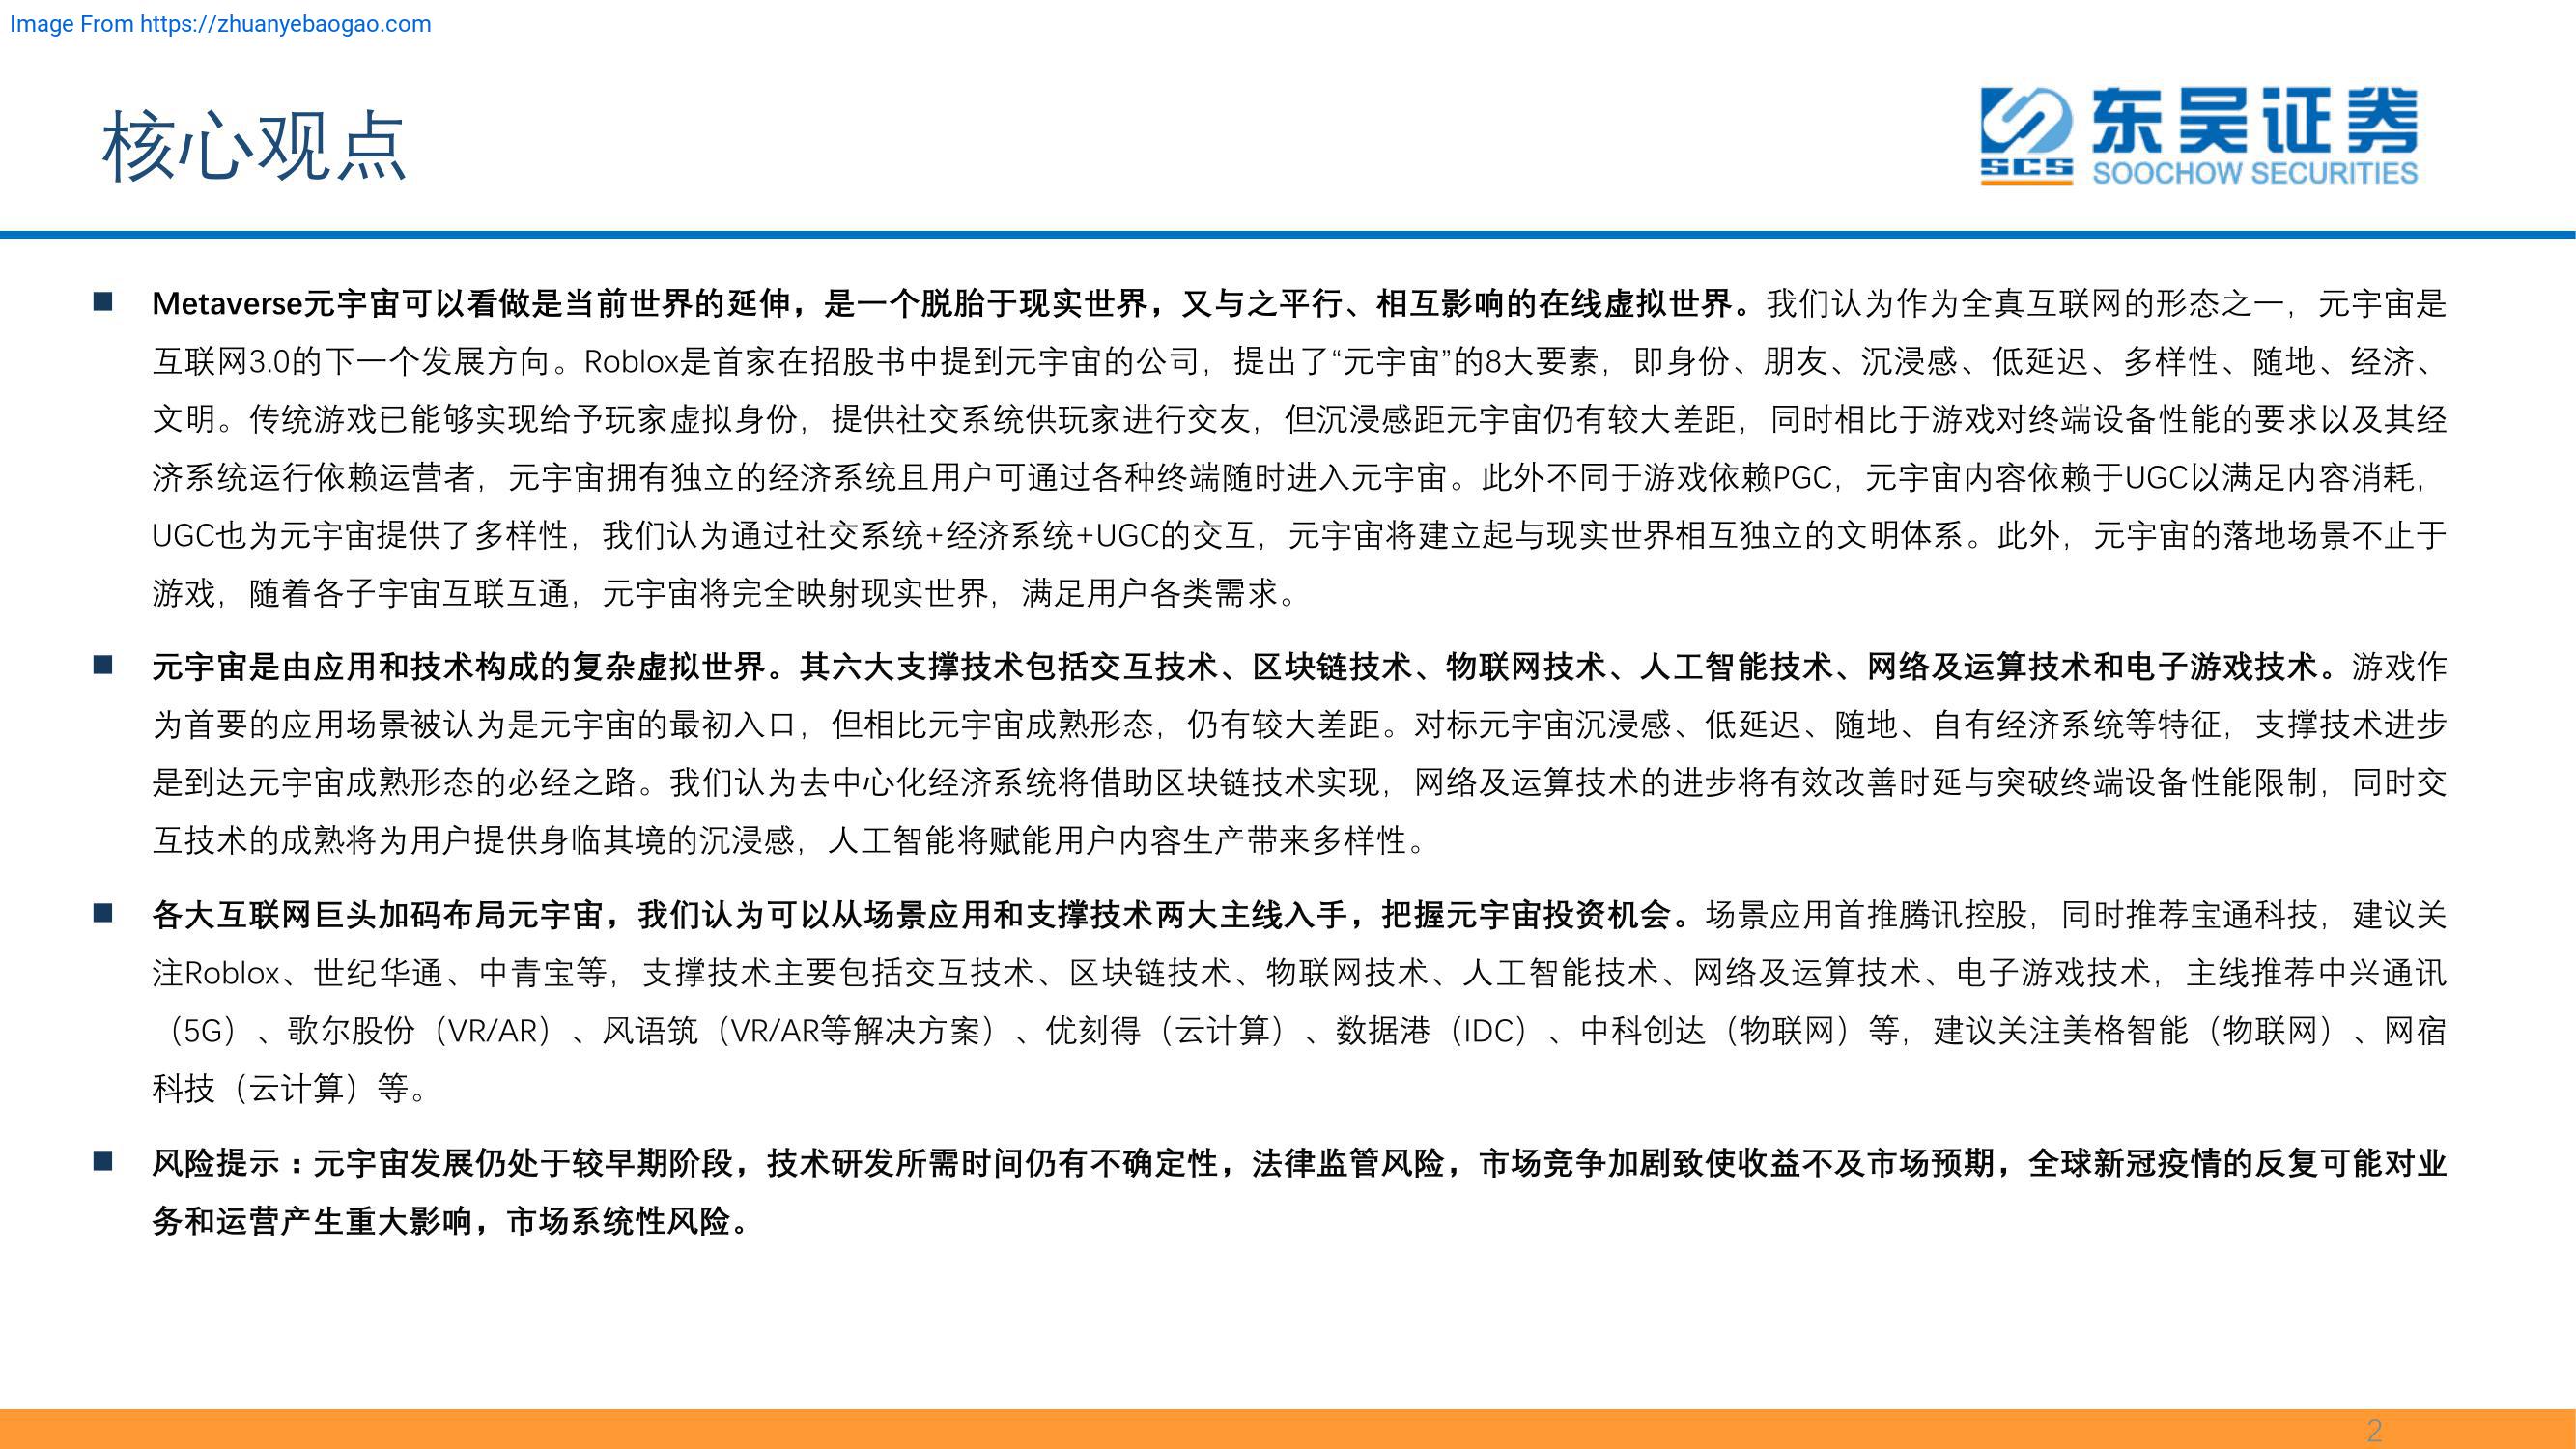 Image From https://zhuanyebaogao.com
核心观点
东吴证券
SCS
SOOCHOW SECURITIES
■ Metaverse元宇宙可以看做是当前世界的延伸，是一个脱胎于现实世界，又与之平行、相互影响的在线虚拟世界。我们认为作为全真互联网的形态之一，元宇宙是
互联网3.0的下一个发展方向。Roblox是首家在招股书中提到元宇宙的公司，提出了“元宇宙”的8大要素，即身份、朋友、沉浸感、低延迟、多样性、随地、经济、
文明。传统游戏已能够实现给予玩家虚拟身份，提供社交系统供玩家进行交友，但沉浸感距元宇宙仍有较大差距，同时相比于游戏对终端设备性能的要求以及其经
济系统运行依赖运营者，元宇宙拥有独立的经济系统且用户可通过各种终端随时进入元宇宙。此外不同于游戏依赖PGC，元宇宙内容依赖于UGC以满足内容消耗，
UGC也为元宇宙提供了多样性，我们认为通过社交系统+经济系统+UGC的交互，元宇宙将建立起与现实世界相互独立的文明体系。此外，元宇宙的落地场景不止于
游戏，随着各子宇宙互联互通，元宇宙将完全映射现实世界，满足用户各类需求。
■ 元宇宙是由应用和技术构成的复杂虚拟世界。其六大支撑技术包括交互技术、区块链技术、物联网技术、人工智能技术、网络及运算技术和电子游戏技术。游戏作
为首要的应用场景被认为是元宇宙的最初入口，但相比元宇宙成熟形态，仍有较大差距。对标元宇宙沉浸感、低延迟、随地、自有经济系统等特征，支撑技术进步
是到达元宇宙成熟形态的必经之路。我们认为去中心化经济系统将借助区块链技术实现，网络及运算技术的进步将有效改善时延与突破终端设备性能限制，同时交
互技术的成熟将为用户提供身临其境的沉浸感，人工智能将赋能用户内容生产带来多样性。
■ 各大互联网巨头加码布局元宇宙，我们认为可以从场景应用和支撑技术两大主线入手，把握元宇宙投资机会。场景应用首推腾讯控股，同时推荐宝通科技，建议关
注Roblox、世纪华通、中青宝等，支撑技术主要包括交互技术、区块链技术、物联网技术、人工智能技术、网络及运算技术、电子游戏技术，主线推荐中兴通讯
（5G）、歌尔股份（VR/AR）、风语筑（VR/AR等解决方案）、优刻得（云计算）、数据港（IDC）、中科创达（物联网）等，建议关注美格智能（物联网）、网宿
科技（云计算）等。
■ 风险提示：元宇宙发展仍处于较早期阶段，技术研发所需时间仍有不确定性，法律监管风险，市场竞争加剧致使收益不及市场预期，全球新冠疫情的反复可能对业
务和运营产生重大影响，市场系统性风险。
2